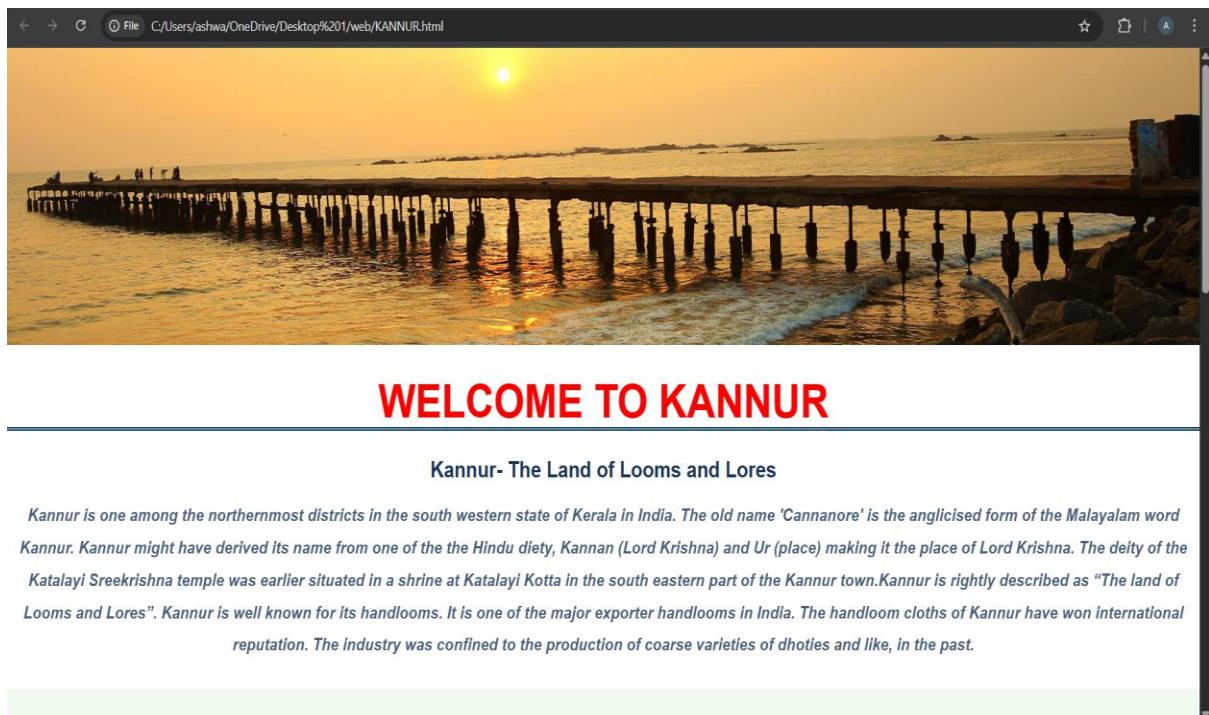 File C:/Users/ashwa/OneDrive/Desktop%201/web/KANNUR.html
A
WELCOME TO KANNUR
Kannur- The Land of Looms and Lores
Kannur is one among the northernmost districts in the south western state of Kerala in India. The old name 'Cannanore' is the anglicised form of the Malayalam word
Kannur. Kannur might have derived its name from one of the the Hindu diety, Kannan (Lord Krishna) and Ur (place) making it the place of Lord Krishna. The deity of the
Katalayi Sreekrishna temple was earlier situated in a shrine at Katalayi Kotta in the south eastern part of the Kannur town.Kannur is rightly described as “The land of
Looms and Lores”. Kannur is well known for its handlooms. It is one of the major exporter handlooms in India. The handloom cloths of Kannur have won international
reputation. The industry was confined to the production of coarse varieties of dhoties and like, in the past.